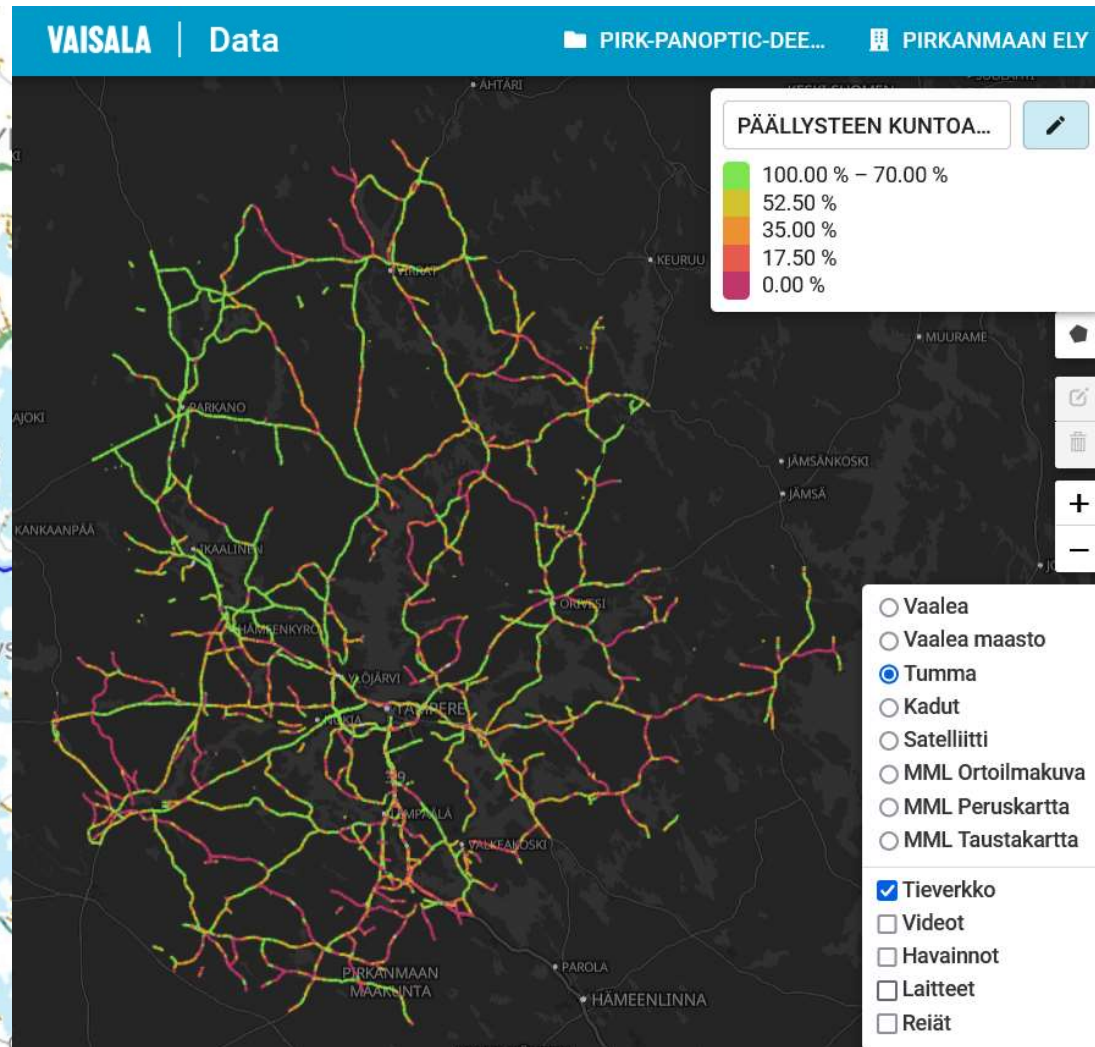 VAISALA | Data
PIRK-PANOPTIC-DEE...
PIRKANMAAN ELY
PÄÄLLYSTEEN KUNTOA...
100.00 % – 70.00 %
52.50 %
35.00 %
17.50 %
0.00 %
ÄHTÄRI
KEURUU
VIRRAT
MUURAME
PARKANO
AJOKI
JÄMSÄNKOSKI
JÄMSÄ
KANKAANPÄÄ
IKAALINEN
ORIVESI
HÄMEENKYRÖ
YLÖJÄRVI
TAMPERE
NOKIA
LEMPÄÄLÄ
VALKEAKOSKI
PIRKANMAAN
MAAKUNTA
PAROLA
HÄMEENLINNA
+
−
Vaalea
Vaalea maasto
Tumma
Kadut
Satelliitti
MML Ortoilmakuva
MML Peruskartta
MML Taustakartta
Tieverkko
Videot
Havainnot
Laitteet
Reiät